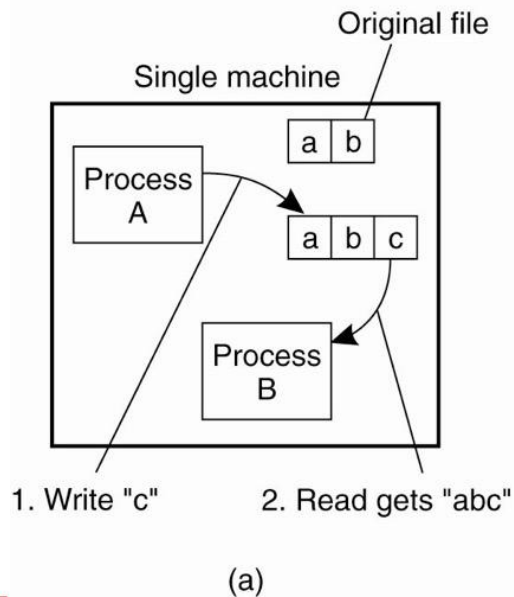 Original file
Single machine
a b
Process
A
a b c
Process
B
1. Write "c"
2. Read gets "abc"
(a)